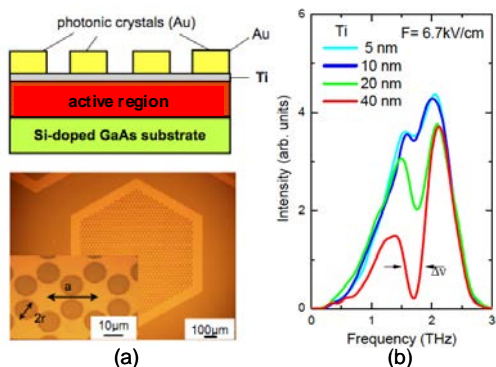 photonic crystals (Au)
Au
Ti
active region
Si-doped GaAs substrate
a
2r
10μm
100μm
(a)
Ti
F= 6.7kV/cm
5 nm
10 nm
20 nm
40 nm
Δν
6
4
2
0
Intensity (arb. units)
0 1 2 3
Frequency (THz)
(b)